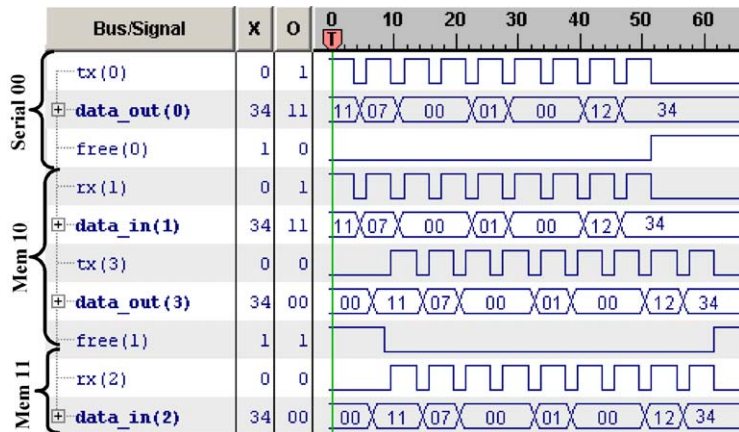 Bus/Signal X O 0 10 20 30 40 50 60
T
Serial 00
tx(0) 0 1
data_out(0) 34 11 11 07 00 01 00 12 34
free(0) 1 0
Mem 10
rx(1) 0 1
data_in(1) 34 11 11 07 00 01 00 12 34
tx(3) 0 0
data_out(3) 34 00 00 11 07 00 01 00 12 34
free(1) 1 1
Mem 11
rx(2) 0 0
data_in(2) 34 00 00 11 07 00 01 00 12 34